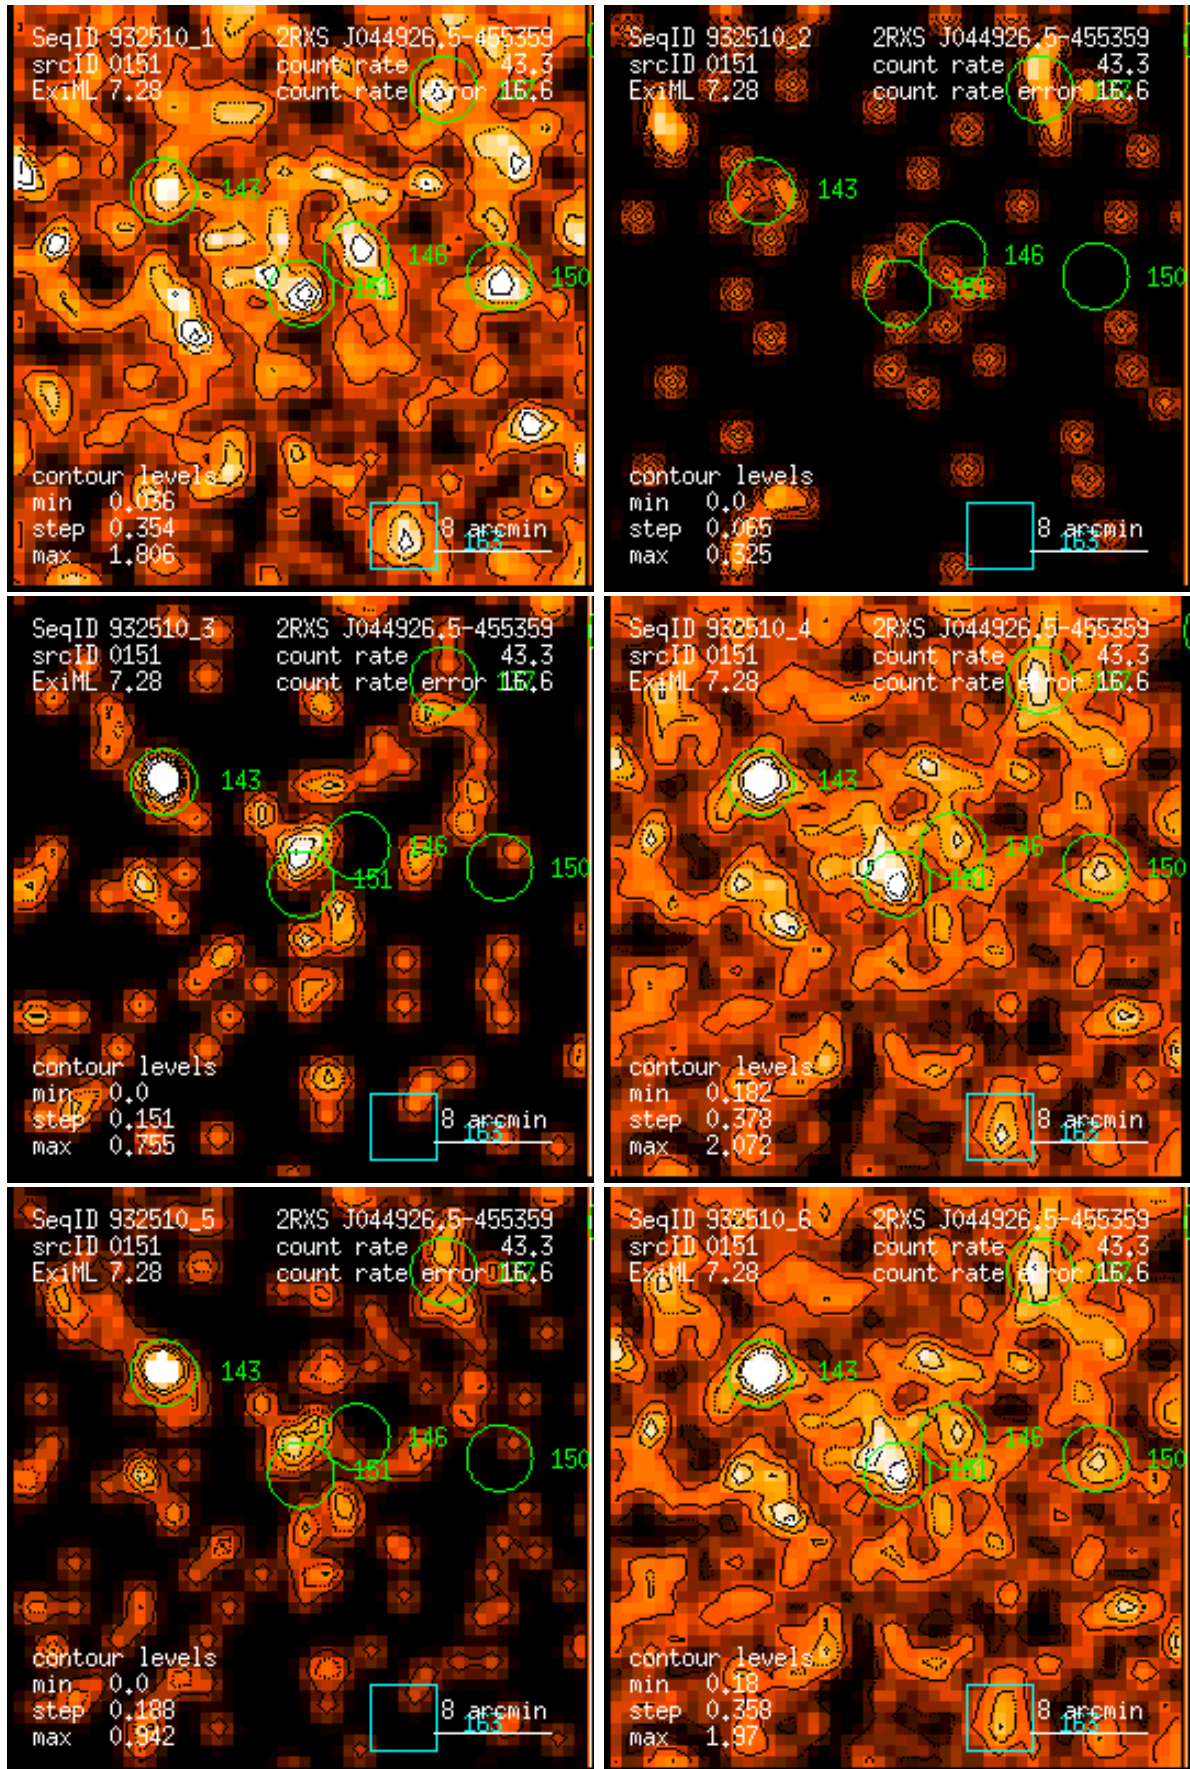 SeqID 932510_1 2RXS J044926.5-455359
srcID 0151 count rate 43.3
ExiML 7.28 count rate error 16.6
143
146
151
150
contour levels
min 0.036
step 0.354
max 1.806
8 arcmin
163
SeqID 932510_2 2RXS J044926.5-455359
srcID 0151 count rate 43.3
ExiML 7.28 count rate error 16.6
143
146
151
150
contour levels
min 0.0
step 0.065
max 0.325
8 arcmin
163
SeqID 932510_3 2RXS J044926.5-455359
srcID 0151 count rate 43.3
ExiML 7.28 count rate error 16.6
143
146
151
150
contour levels
min 0.0
step 0.151
max 0.755
8 arcmin
163
SeqID 932510_4 2RXS J044926.5-455359
srcID 0151 count rate 43.3
ExiML 7.28 count rate error 16.6
143
146
151
150
contour levels
min 0.182
step 0.378
max 2.072
8 arcmin
163
SeqID 932510_5 2RXS J044926.5-455359
srcID 0151 count rate 43.3
ExiML 7.28 count rate error 16.6
143
146
151
150
contour levels
min 0.0
step 0.188
max 0.942
8 arcmin
163
SeqID 932510_6 2RXS J044926.5-455359
srcID 0151 count rate 43.3
ExiML 7.28 count rate error 16.6
143
146
151
150
contour levels
min 0.18
step 0.358
max 1.97
8 arcmin
163